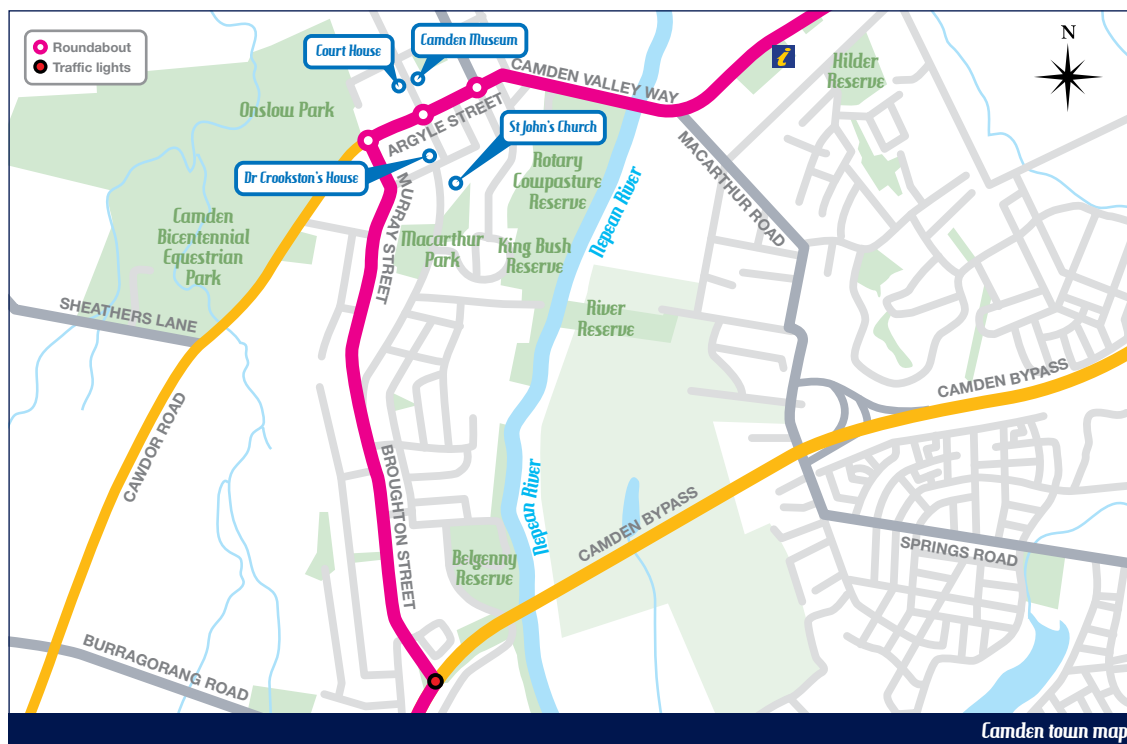 Roundabout
Traffic lights
Court House
Camden Museum
CAMDEN VALLEY WAY
i
Hilder
Reserve
N
Onslow Park
ARGYLE STREET
St John's Church
MACARTHUR ROAD
Dr Crookston's House
Rotary
Cowpasture
Reserve
Nepean River
MURRAY STREET
Camden
Bicentennial
Equestrian
Park
Macarthur
Park
King Bush
Reserve
SHEATHERS LANE
River
Reserve
CAMDEN BYPASS
CAWDOR ROAD
BROUGHTON STREET
Nepean River
CAMDEN BYPASS
SPRINGS ROAD
Belgenny
Reserve
BURRAGORANG ROAD
Camden town map